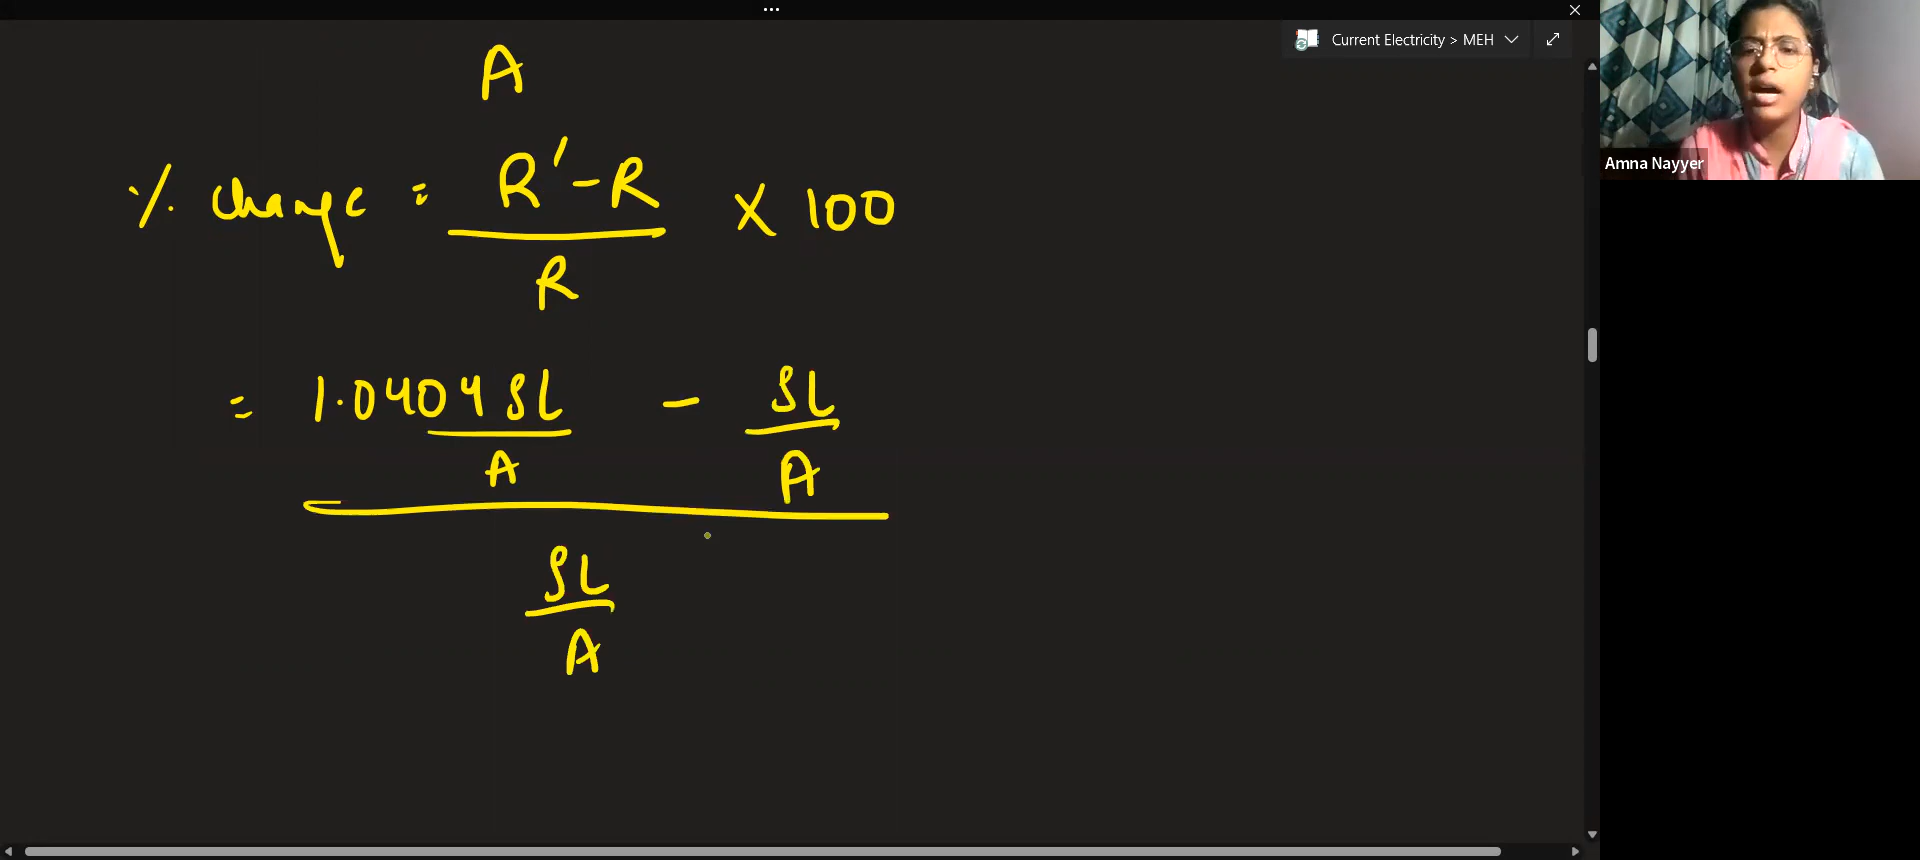 Current Electricity > MEH
Amna Nayyer
A
% change = R' - R / R × 100
= 1.0404 ρL / A - ρL / A
ρL / A